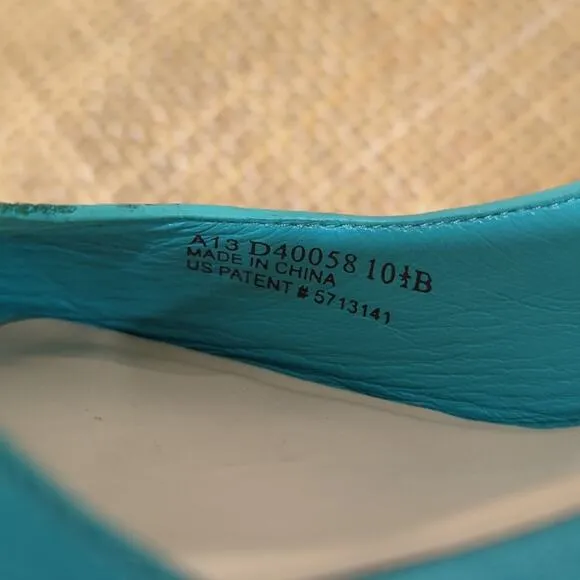 A13 D40058 10½B
MADE IN CHINA
US PATENT # 5713141